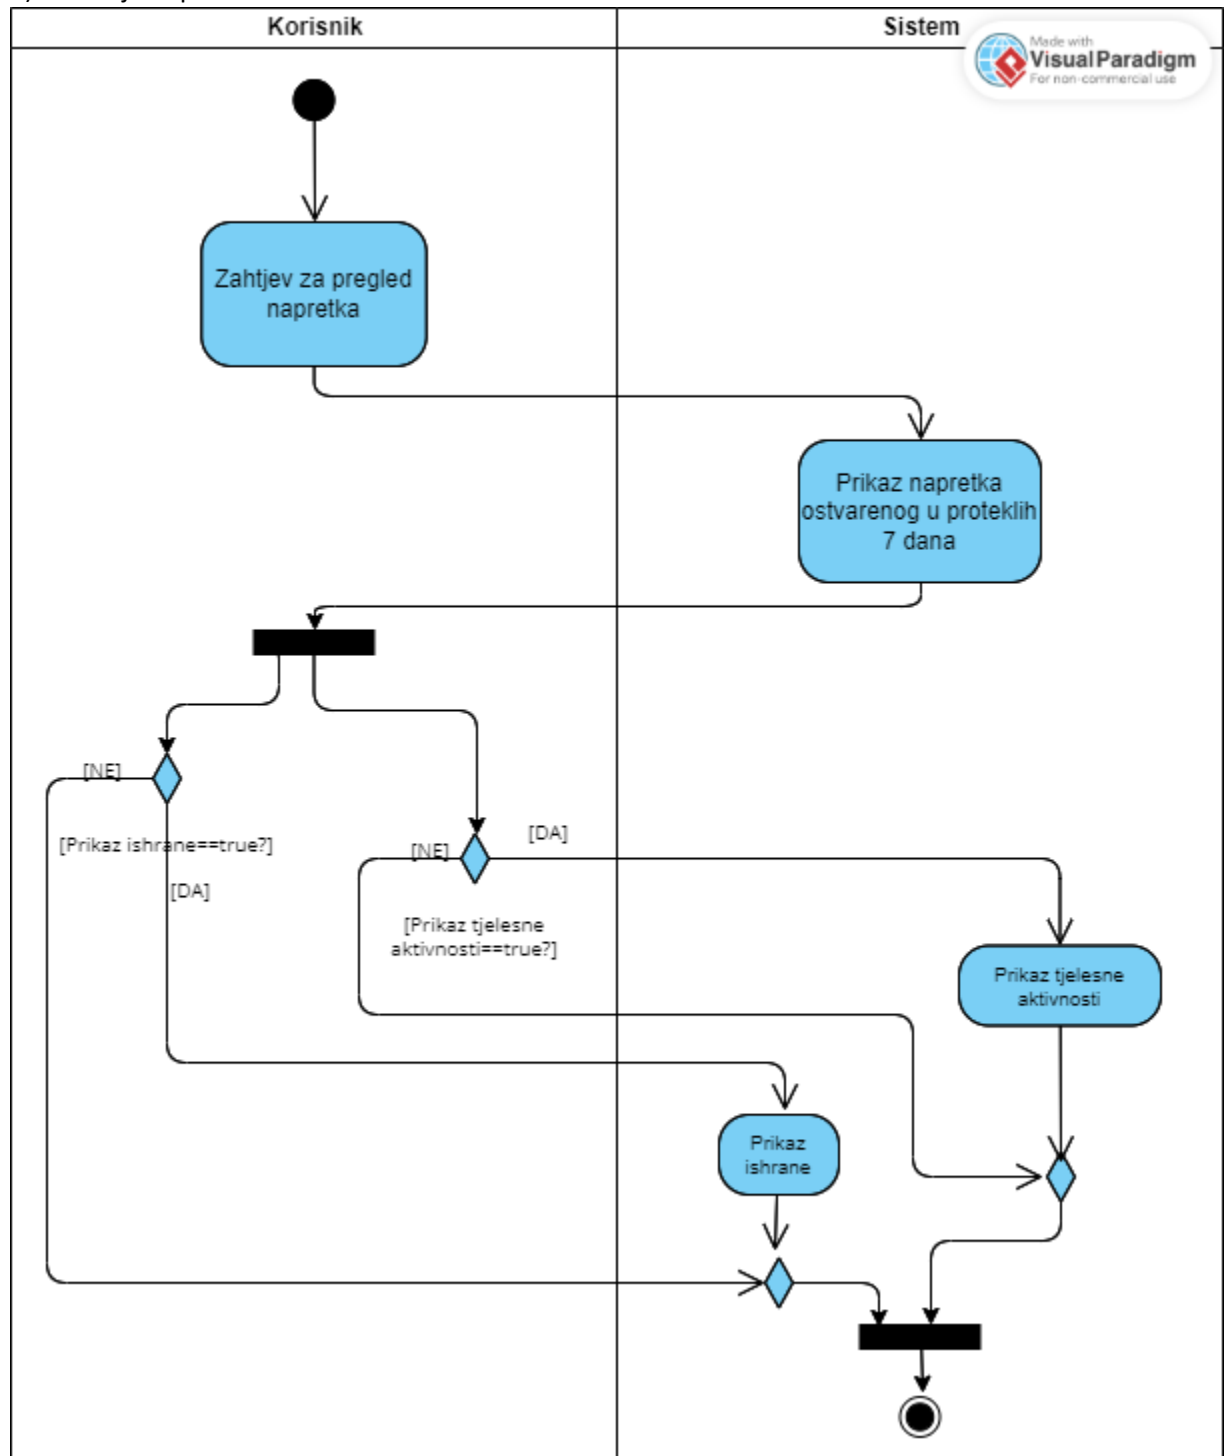 Korisnik
Sistem
Made with
Visual Paradigm
For non-commercial use
Zahtjev za pregled
napretka
Prikaz napretka
ostvarenog u proteklih
7 dana
[NE]
[Prikaz ishrane==true?]
[DA]
[NE]
[DA]
[Prikaz tjelesne
aktivnosti==true?]
Prikaz tjelesne
aktivnosti
Prikaz
ishrane